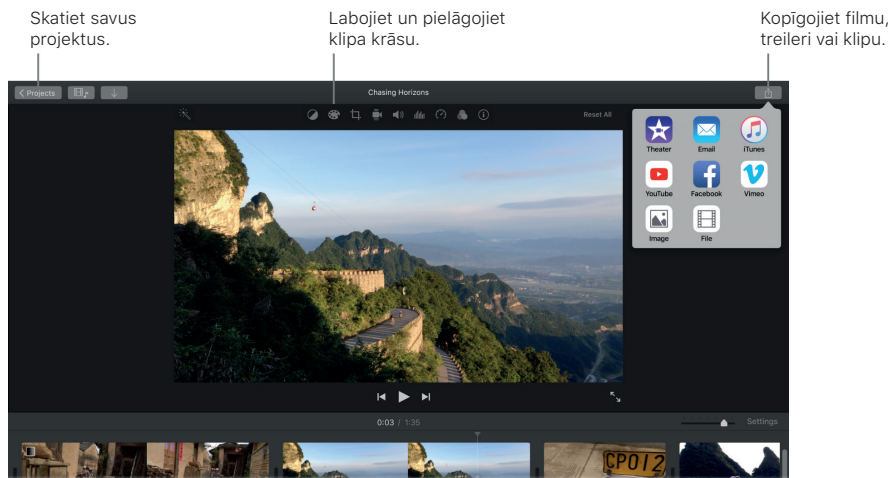 Skatiet savus
projektus.
Labojiet un pielāgojiet
klipa krāsu.
Kopīgojiet filmu,
treileri vai klipu.
Projects
Chasing Horizons
Reset All
Theater
Email
iTunes
YouTube
Facebook
Vimeo
Image
File
0:03 / 1:35
Settings
CP012